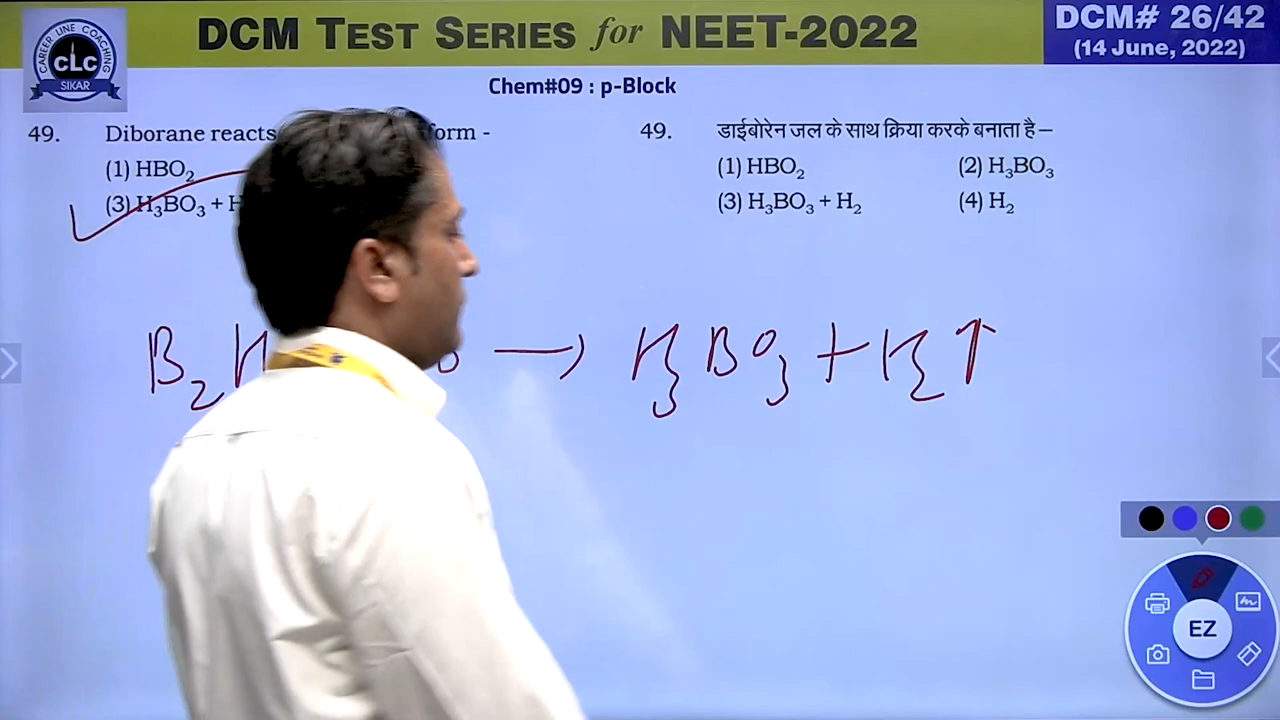 DCM TEST SERIES for NEET-2022
DCM# 26/42
(14 June, 2022)
CAREER LINE COACHING
CLC
SIKAR
Chem#09 : p-Block
49. Diborane reacts form -
(1) HBO₂
(3) H₃BO₃ + H
49. डाईबोरेन जल के साथ क्रिया करके बनाता है –
(1) HBO₂ (2) H₃BO₃
(3) H₃BO₃ + H₂ (4) H₂
B₂H O → H₃BO₃ + H₂ ↑
EZ